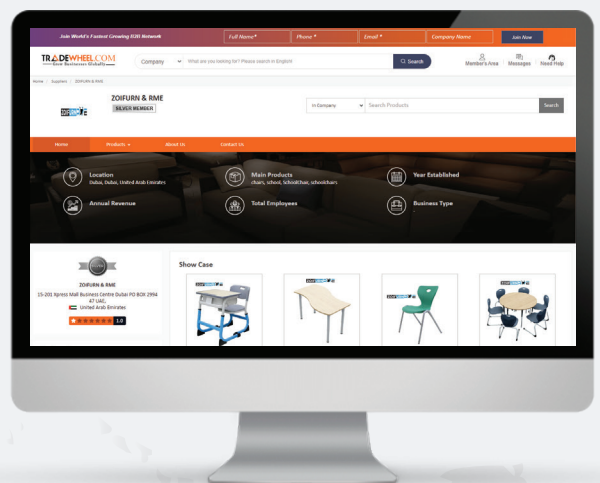 Join World's Fastest Growing B2B Network
Full Name*
Phone *
Email *
Company Name
Join Now
TRADEWHEEL.COM
Grow Businesses Globally
Company
What are you looking for? Please search in English!
Search
Member's Area
Messages
Need Help
Home / Suppliers / ZOIFURN & RME
ZOIFURN & RME
SILVER MEMBER
In Company
Search Products
Search
Home
Products
About Us
Contact Us
Location
Dubai, Dubai, United Arab Emirates
Main Products
chairs, school, SchoolChair, schoolchairs
Year Established
Annual Revenue
Total Employees
Business Type
Show Case
ZOIFURN & RME
15-201 Xpress Mall Business Centre Dubai PO BOX 2994
47 UAE,
United Arab Emirates
1.0